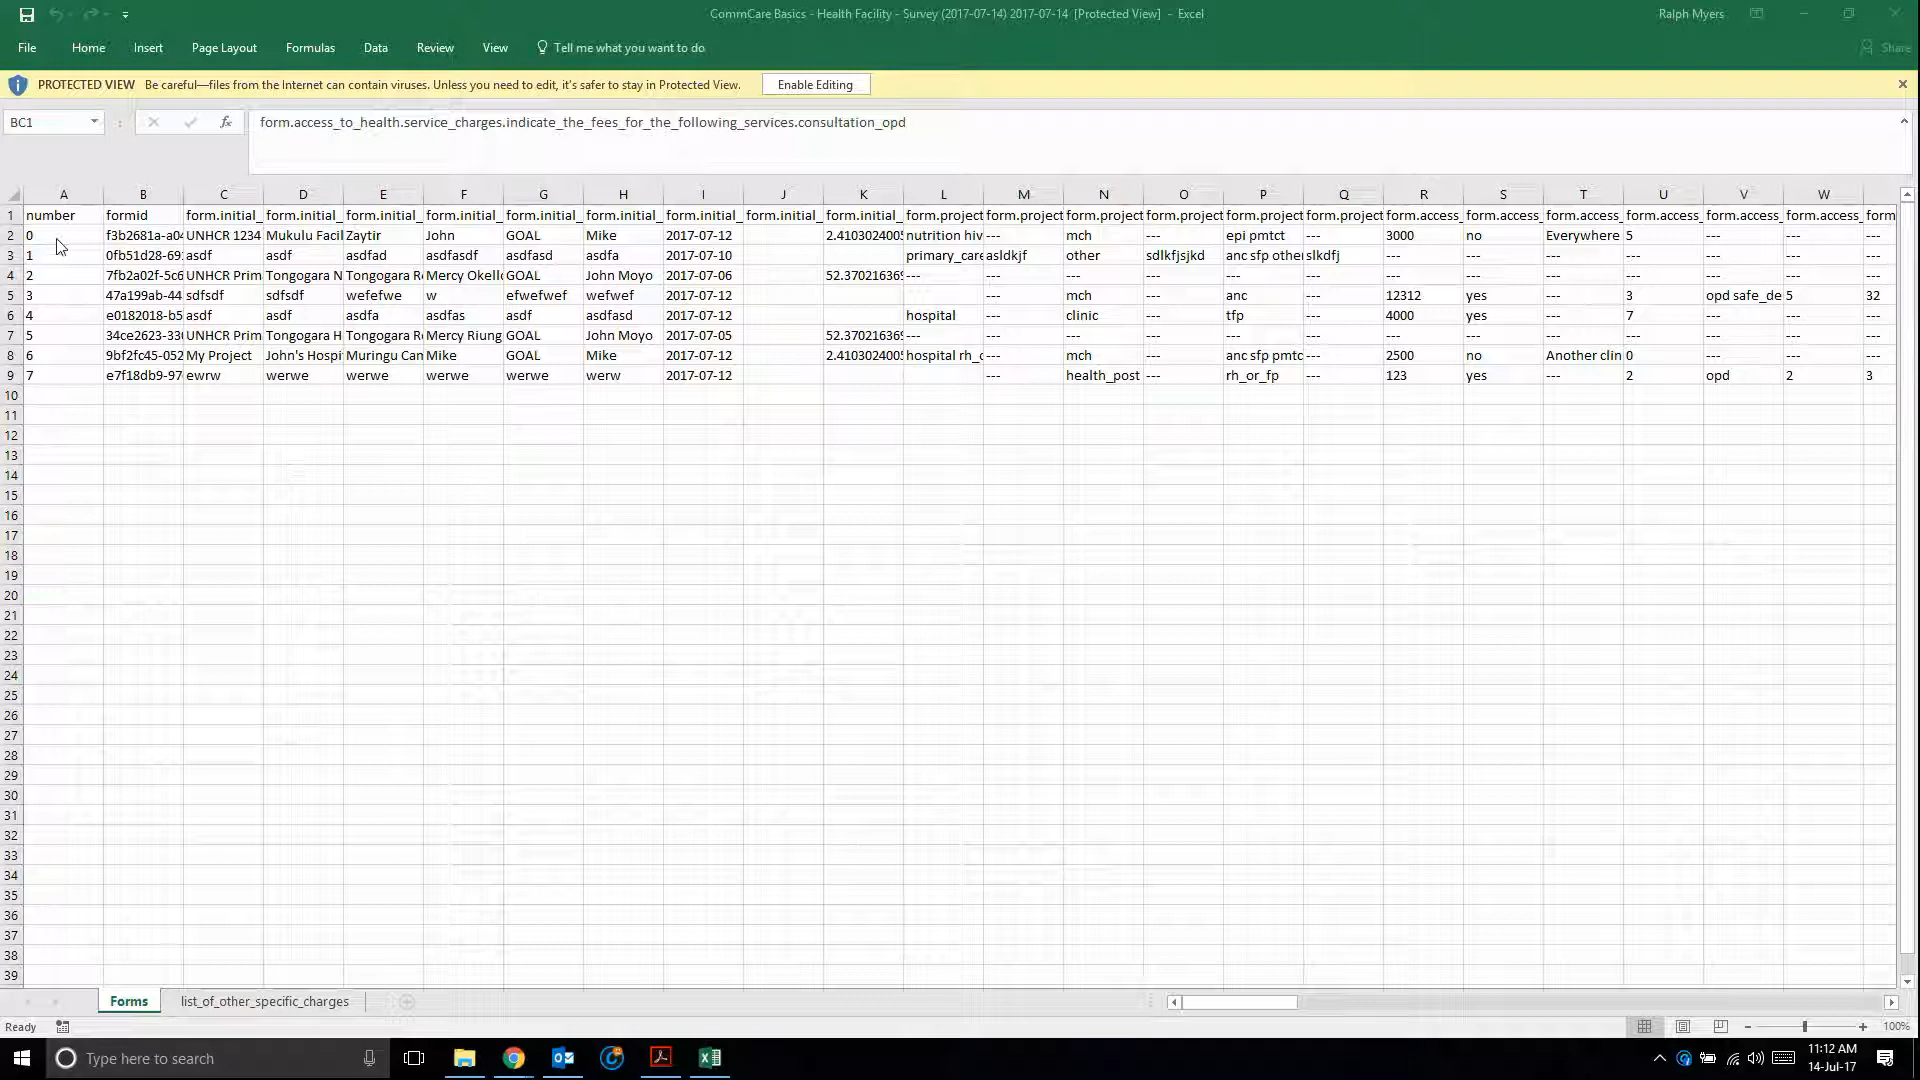 CommCare Basics - Health Facility - Survey (2017-07-14) 2017-07-14 [Protected View] - Excel
Ralph Myers
File Home Insert Page Layout Formulas Data Review View Tell me what you want to do
Share
PROTECTED VIEW Be careful—files from the Internet can contain viruses. Unless you need to edit, it's safer to stay in Protected View. Enable Editing
BC1 fx form.access_to_health.service_charges.indicate_the_fees_for_the_following_services.consultation_opd
A B C D E F G H I J K L M N O P Q R S T U V W
1 number formid form.initial_ form.initial_ form.initial_ form.initial_ form.initial_ form.initial_ form.initial_ form.initial_ form.initial_ form.project form.project form.project form.project form.project form.project form.access_ form.access_ form.access_ form.access_ form.access_ form.access_ form
2 0 f3b2681a-a04 UNHCR 1234 Mukulu Facil Zaytir John GOAL Mike 2017-07-12 2.4103024005 nutrition hiv --- mch --- epi pmtct --- 3000 no Everywhere 5 --- --- ---
3 1 0fb51d28-69 asdf asdf asdfad asdfasdf asdfasd asdfa 2017-07-10 primary_care asldkjf other sdlkfjsjkd anc sfp other slkdfj --- --- --- --- --- --- ---
4 2 7fb2a02f-5c6 UNHCR Prim Tongogara N Tongogara R Mercy Okell GOAL John Moyo 2017-07-06 52.370216369 --- --- --- --- --- --- --- --- --- --- --- --- ---
5 3 47a199ab-44 sdfsdf sdfsdf wefefwe w efwefwef wefwef 2017-07-12 --- mch --- anc --- 12312 yes --- 3 opd safe_de 5 32
6 4 e0182018-b5 asdf asdf asdfa asdfas asdf asdfasd 2017-07-12 hospital --- clinic --- tfp --- 4000 yes --- 7 --- --- ---
7 5 34ce2623-33 UNHCR Prim Tongogara H Tongogara R Mercy Riung GOAL John Moyo 2017-07-05 52.370216369 --- --- --- --- --- --- --- --- --- --- --- --- ---
8 6 9bf2fc45-052 My Project John's Hospi Muringu Can Mike GOAL Mike 2017-07-12 2.4103024005 hospital rh_ --- mch --- anc sfp pmtc --- 2500 no Another clin 0 --- --- ---
9 7 e7f18db9-97 ewrw werwe werwe werwe werwe werw 2017-07-12 --- health_post --- rh_or_fp --- 123 yes --- 2 opd 2 3
10
11
12
13
14
15
16
17
18
19
20
21
22
23
24
25
26
27
28
29
30
31
32
33
34
35
36
37
38
39
Forms list_of_other_specific_charges
Ready 100%
Type here to search
11:12 AM
14-Jul-17